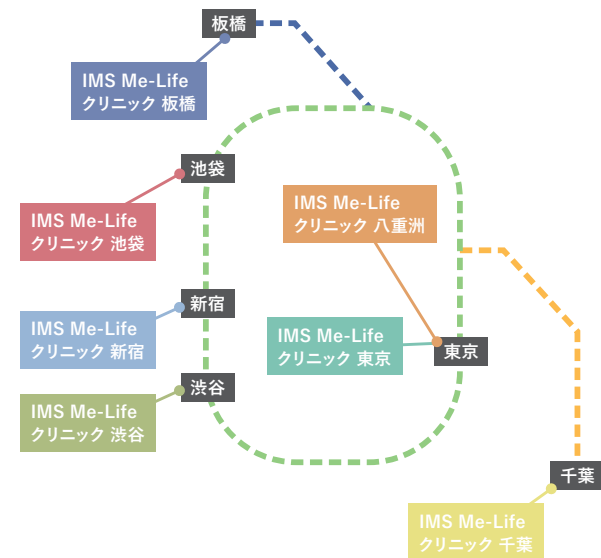 板橋
IMS Me-Life
クリニック 板橋
池袋
IMS Me-Life
クリニック 池袋
IMS Me-Life
クリニック 八重洲
新宿
IMS Me-Life
クリニック 新宿
IMS Me-Life
クリニック 東京
東京
渋谷
IMS Me-Life
クリニック 渋谷
千葉
IMS Me-Life
クリニック 千葉